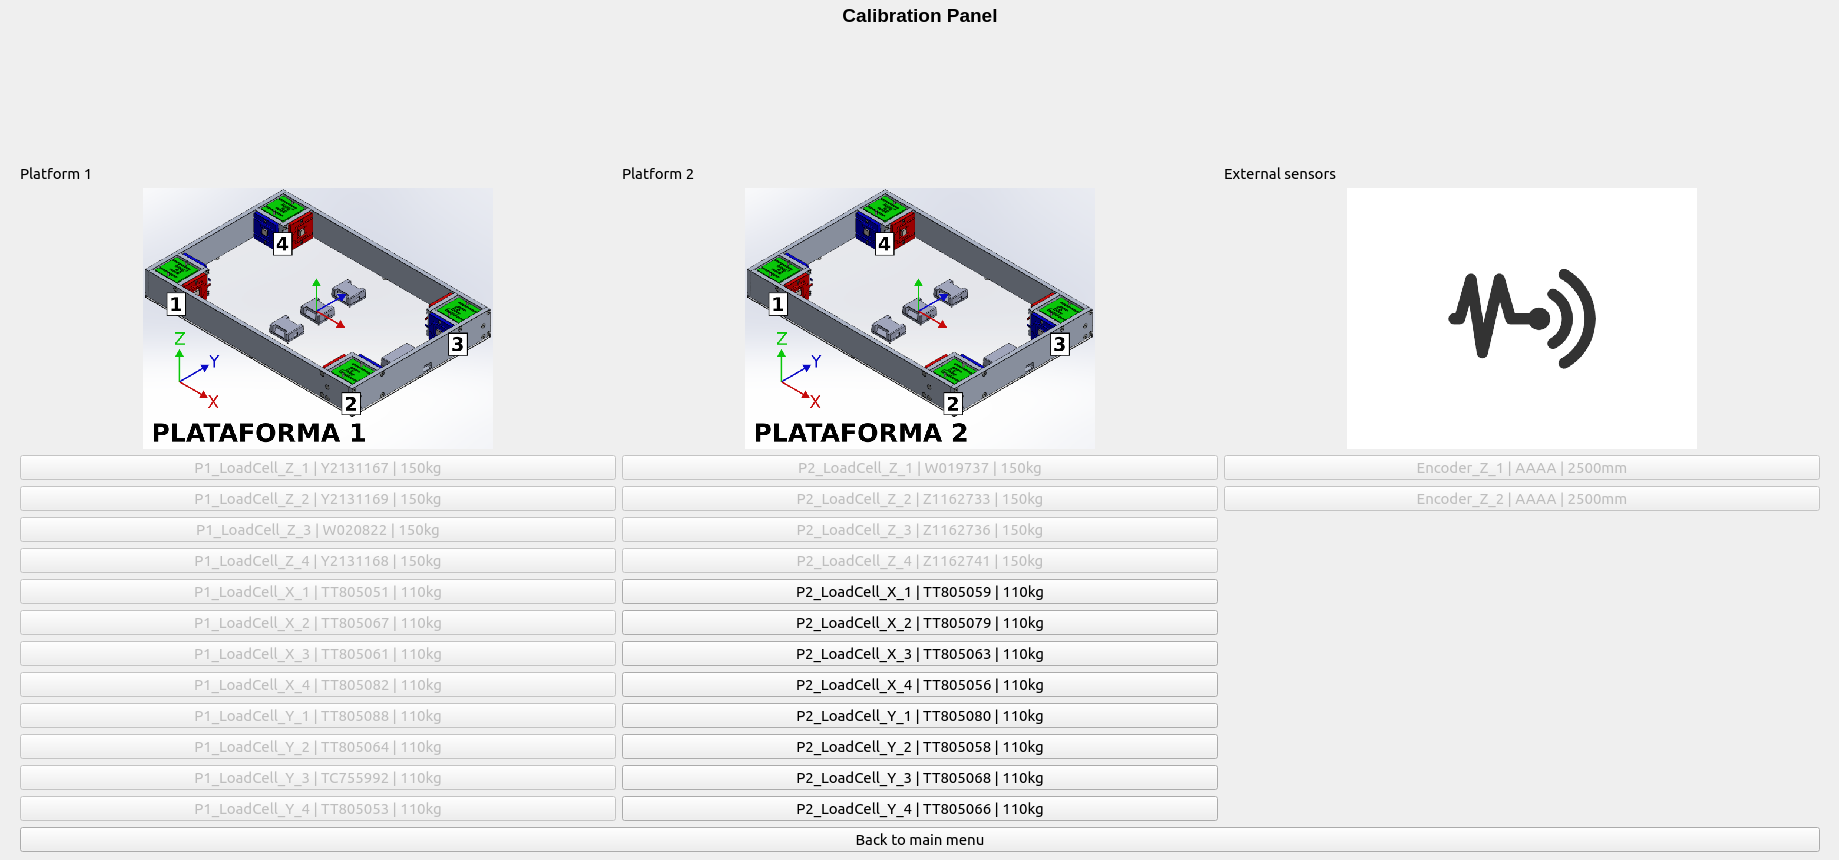 Calibration Panel
Platform 1
4
1
3
2
Z
Y
X
PLATAFORMA 1
P1_LoadCell_Z_1 | Y2131167 | 150kg
P1_LoadCell_Z_2 | Y2131169 | 150kg
P1_LoadCell_Z_3 | W020822 | 150kg
P1_LoadCell_Z_4 | Y2131168 | 150kg
P1_LoadCell_X_1 | TT805051 | 110kg
P1_LoadCell_X_2 | TT805067 | 110kg
P1_LoadCell_X_3 | TT805061 | 110kg
P1_LoadCell_X_4 | TT805082 | 110kg
P1_LoadCell_Y_1 | TT805088 | 110kg
P1_LoadCell_Y_2 | TT805064 | 110kg
P1_LoadCell_Y_3 | TC755992 | 110kg
P1_LoadCell_Y_4 | TT805053 | 110kg
Platform 2
4
1
3
2
Z
Y
X
PLATAFORMA 2
P2_LoadCell_Z_1 | W019737 | 150kg
P2_LoadCell_Z_2 | Z1162733 | 150kg
P2_LoadCell_Z_3 | Z1162736 | 150kg
P2_LoadCell_Z_4 | Z1162741 | 150kg
P2_LoadCell_X_1 | TT805059 | 110kg
P2_LoadCell_X_2 | TT805079 | 110kg
P2_LoadCell_X_3 | TT805063 | 110kg
P2_LoadCell_X_4 | TT805056 | 110kg
P2_LoadCell_Y_1 | TT805080 | 110kg
P2_LoadCell_Y_2 | TT805058 | 110kg
P2_LoadCell_Y_3 | TT805068 | 110kg
P2_LoadCell_Y_4 | TT805066 | 110kg
External sensors
Encoder_Z_1 | AAAA | 2500mm
Encoder_Z_2 | AAAA | 2500mm
Back to main menu